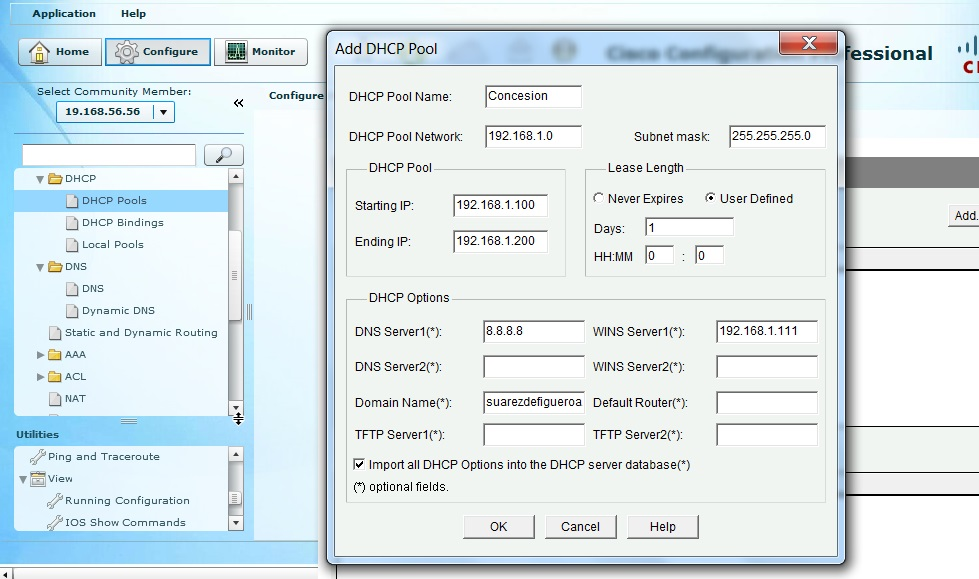 Application Help
Home Configure Monitor
Select Community Member:
19.168.56.56
«
Configure
DHCP
DHCP Pools
DHCP Bindings
Local Pools
DNS
DNS
Dynamic DNS
Static and Dynamic Routing
AAA
ACL
NAT
Utilities
Ping and Traceroute
View
Running Configuration
IOS Show Commands
Add DHCP Pool
Cisco Configuration Professional
DHCP Pool Name: Concesion
DHCP Pool Network: 192.168.1.0 Subnet mask: 255.255.255.0
DHCP Pool
Starting IP: 192.168.1.100
Ending IP: 192.168.1.200
Lease Length
Never Expires User Defined
Days: 1
HH:MM 0 : 0
DHCP Options
DNS Server1(*): 8.8.8.8 WINS Server1(*): 192.168.1.111
DNS Server2(*): WINS Server2(*):
Domain Name(*): suarezdefigueroa Default Router(*):
TFTP Server1(*): TFTP Server2(*):
Import all DHCP Options into the DHCP server database(*)
(*) optional fields.
OK Cancel Help
Add.